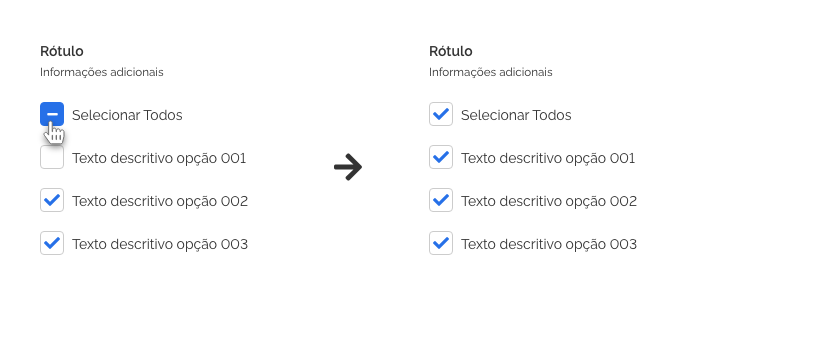 Rótulo
Informações adicionais
Selecionar Todos
Texto descritivo opção 001
Texto descritivo opção 002
Texto descritivo opção 003
Rótulo
Informações adicionais
Selecionar Todos
Texto descritivo opção 001
Texto descritivo opção 002
Texto descritivo opção 003